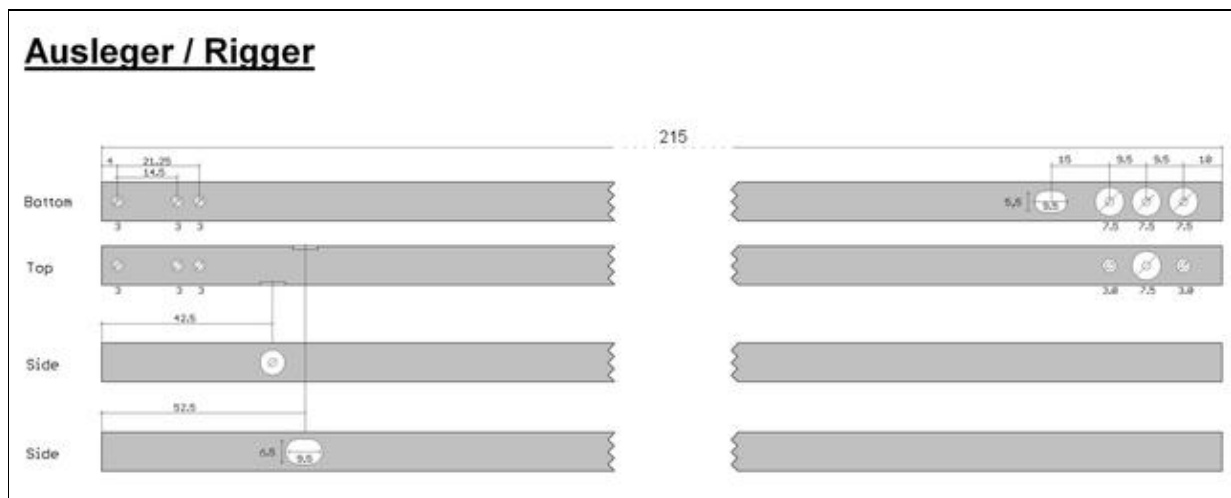 Ausleger / Rigger
215
4 21.25 15 9.5 9.5 10
14.5
Bottom 5,5 9.5
3 3 3 7.5 7.5 7.5
Top
3 3 3 3.0 7.5 3.0
42.5
Side
52.5
Side 6.5 9.5